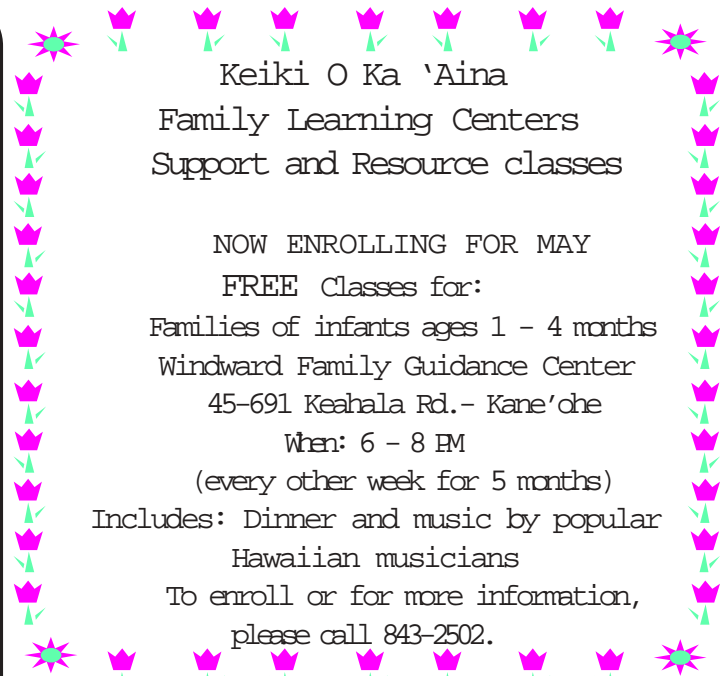 Keiki O Ka ‘Aina
Family Learning Centers
Support and Resource classes
NOW ENROLLING FOR MAY
FREE Classes for:
Families of infants ages 1 - 4 months
Windward Family Guidance Center
45-691 Keahala Rd.- Kane’ohe
When: 6 - 8 PM
(every other week for 5 months)
Includes: Dinner and music by popular
Hawaiian musicians
To enroll or for more information,
please call 843-2502.